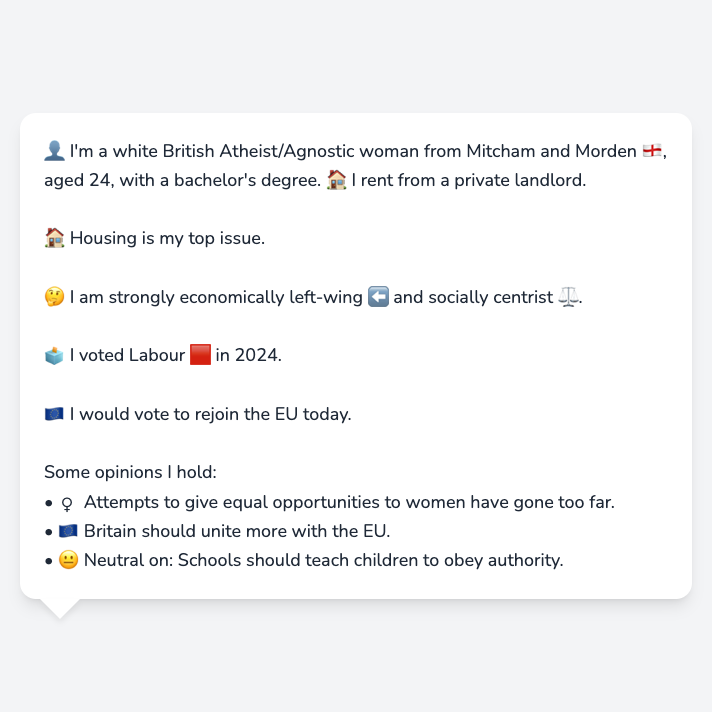 👤 I'm a white British Atheist/Agnostic woman from Mitcham and Morden 🏴󠁧󠁢󠁥󠁮󠁧󠁿,
aged 24, with a bachelor's degree. 🏠 I rent from a private landlord.
🏠 Housing is my top issue.
🤔 I am strongly economically left-wing ⬅️ and socially centrist ⚖️.
🗳️ I voted Labour 🟥 in 2024.
🇪🇺 I would vote to rejoin the EU today.
Some opinions I hold:
• ♀️ Attempts to give equal opportunities to women have gone too far.
• 🇪🇺 Britain should unite more with the EU.
• 😐 Neutral on: Schools should teach children to obey authority.